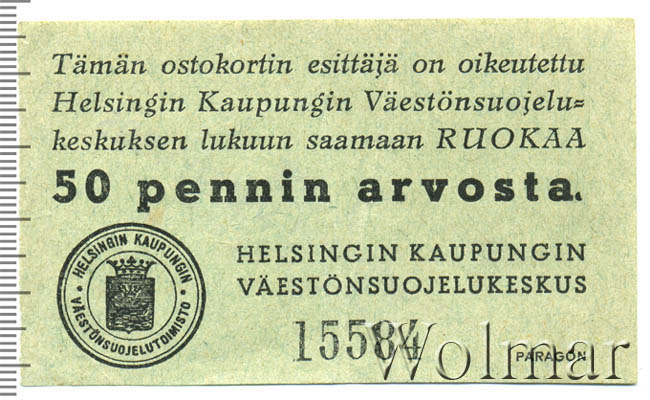 Tämän ostokortin esittäjä on oikeutettu
Helsingin Kaupungin Väestönsuojelu=
keskuksen lukuun saamaan RUOKAA
50 pennin arvosta.
HELSINGIN KAUPUNGIN
VÄESTÖNSUOJELUTOIMISTO
HELSINGIN KAUPUNGIN
VÄESTÖNSUOJELUKESKUS
15584
PARAGON
Wolmar